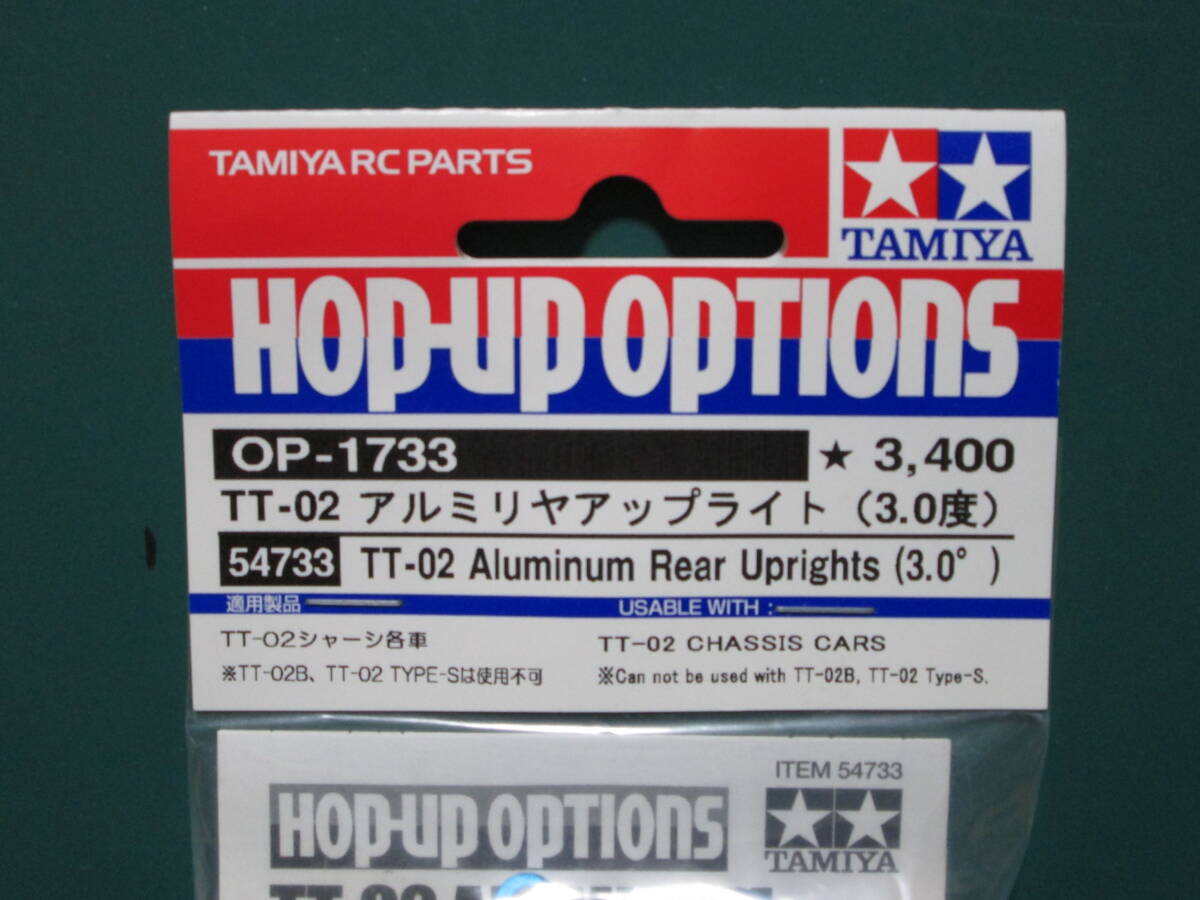 TAMIYA RC PARTS
TAMIYA
HOP-UP OPTIONS
OP-1733 ★ 3,400
TT-02 アルミリヤアップライト（3.0度）
54733 TT-02 Aluminum Rear Uprights (3.0°)
適用製品 USABLE WITH :
TT-02シャーシ各車 TT-02 CHASSIS CARS
※TT-02B、TT-02 TYPE-Sは使用不可 ※Can not be used with TT-02B, TT-02 Type-S.
ITEM 54733
HOP-UP OPTIONS
TAMIYA
TT-02